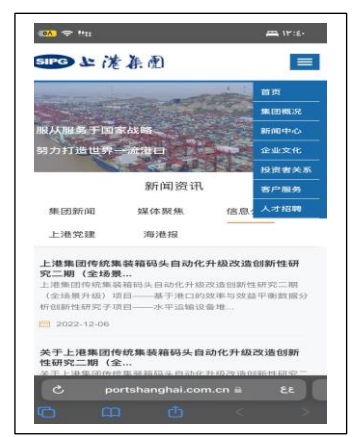 ١٢:٤٠
SIPG 上港集团
首页
集团概况
服从服务于国家战略
新闻中心
努力打造世界一流港口
企业文化
投资者关系
新闻资讯
客户服务
集团新闻 媒体聚焦 信息 人才招聘
上港党建 海港报
上港集团传统集装箱码头自动化升级改造创新性研
究二期（全场景...
上港集团传统集装箱码头自动化升级改造创新性研究二期
（全场景升级）项目——基于港口的效率与效益平衡数据分
析创新性研究子项目——水平运输设备堆...
2022-12-06
关于上港集团传统集装箱码头自动化升级改造创新
性研究二期（全...
portshanghai.com.cn